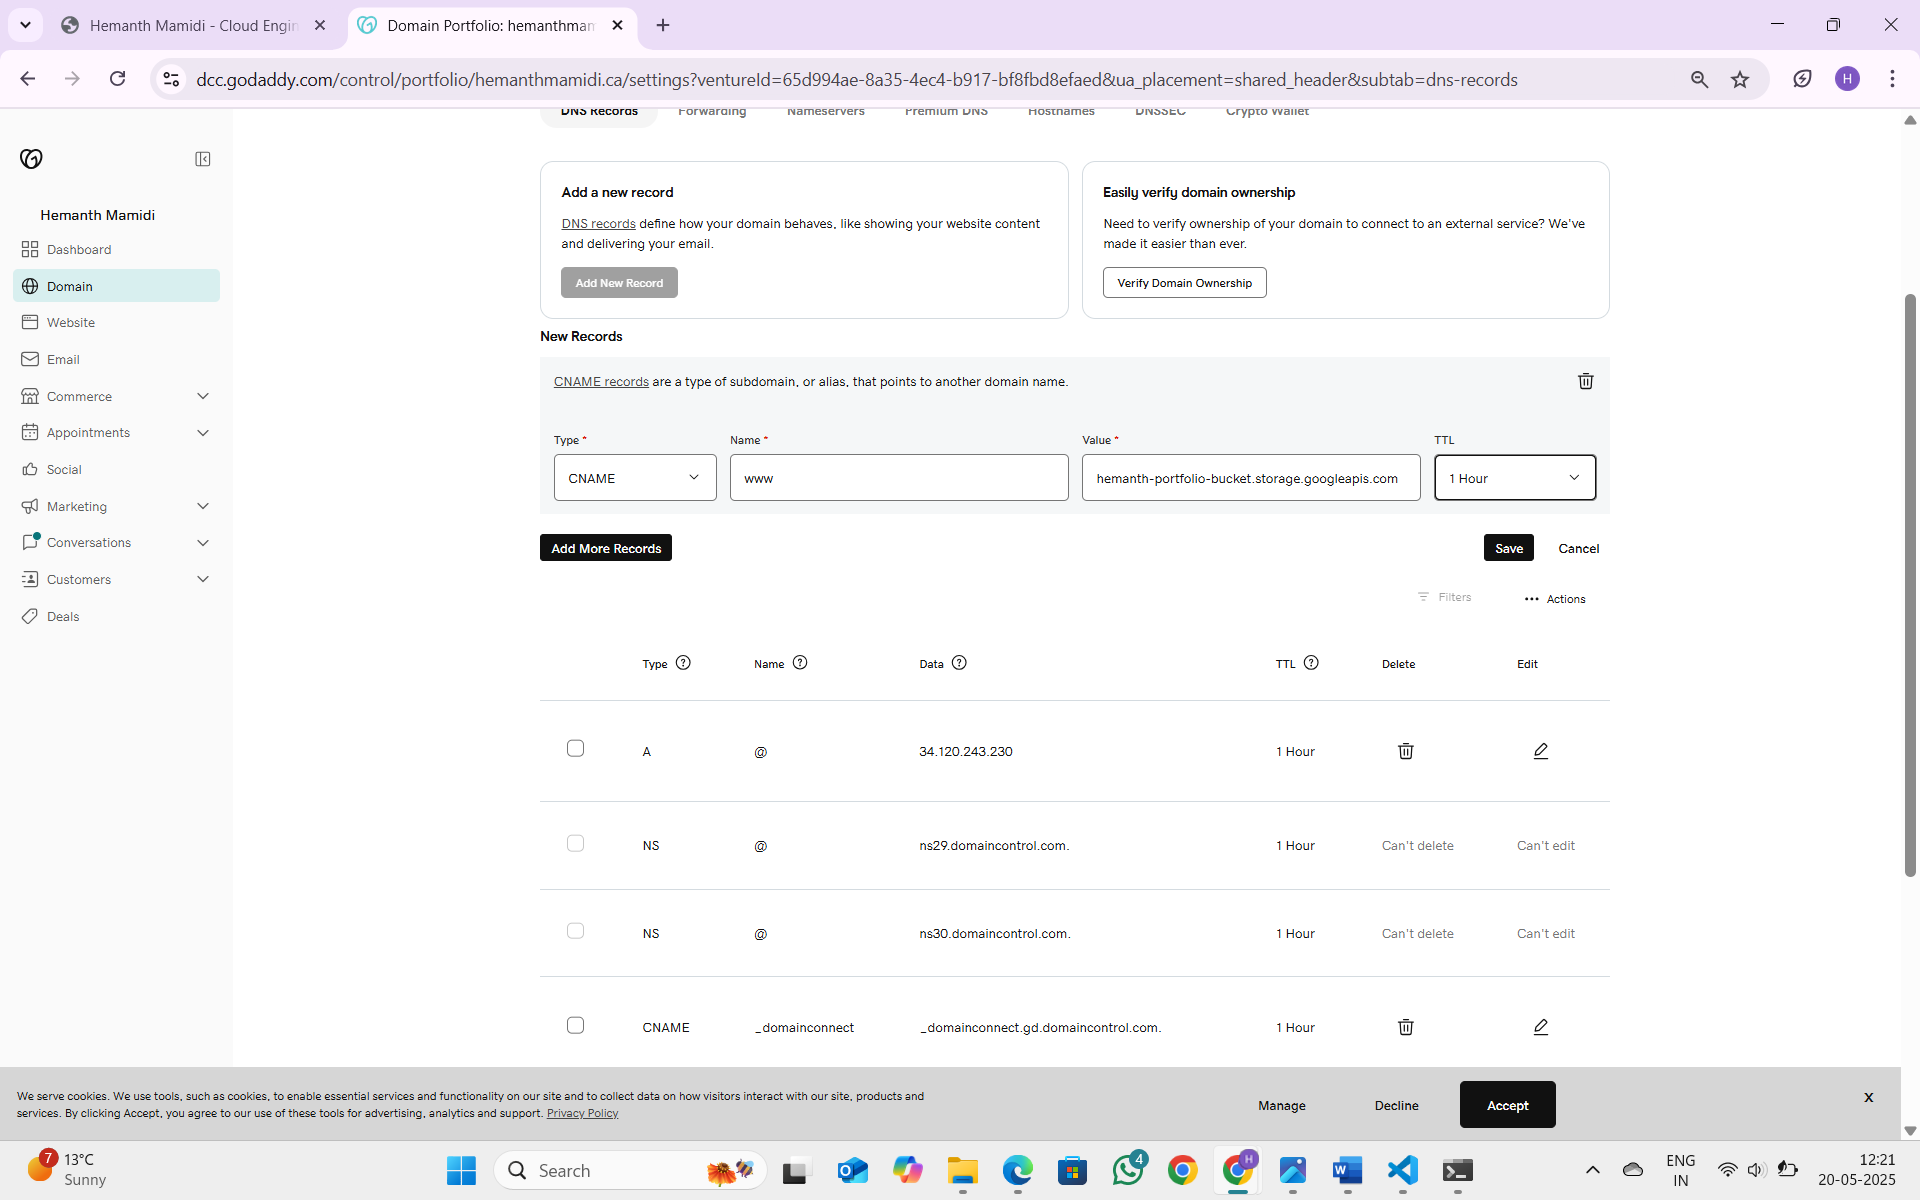 Hemanth Mamidi - Cloud Engin
Domain Portfolio: hemanthmam
dcc.godaddy.com/control/portfolio/hemanthmamidi.ca/settings?ventureId=65d994ae-8a35-4ec4-b917-bf8fbd8efaed&ua_placement=shared_header&subtab=dns-records
H
DNS Records
Forwarding
Nameservers
Premium DNS
Hostnames
DNSSEC
Crypto Wallet
Hemanth Mamidi
Dashboard
Domain
Website
Email
Commerce
Appointments
Social
Marketing
Conversations
Customers
Deals
Add a new record
DNS records define how your domain behaves, like showing your website content
and delivering your email.
Add New Record
Easily verify domain ownership
Need to verify ownership of your domain to connect to an external service? We've
made it easier than ever.
Verify Domain Ownership
New Records
CNAME records are a type of subdomain, or alias, that points to another domain name.
Type *
Name *
Value *
TTL
CNAME
www
hemanth-portfolio-bucket.storage.googleapis.com
1 Hour
Add More Records
Save
Cancel
Filters
Actions
Type
Name
Data
TTL
Delete
Edit
A
@
34.120.243.230
1 Hour
NS
@
ns29.domaincontrol.com.
1 Hour
Can't delete
Can't edit
NS
@
ns30.domaincontrol.com.
1 Hour
Can't delete
Can't edit
CNAME
_domainconnect
_domainconnect.gd.domaincontrol.com.
1 Hour
We serve cookies. We use tools, such as cookies, to enable essential services and functionality on our site and to collect data on how visitors interact with our site, products and
services. By clicking Accept, you agree to our use of these tools for advertising, analytics and support. Privacy Policy
Manage
Decline
Accept
X
7
13°C
Sunny
Search
4
H
ENG
IN
12:21
20-05-2025